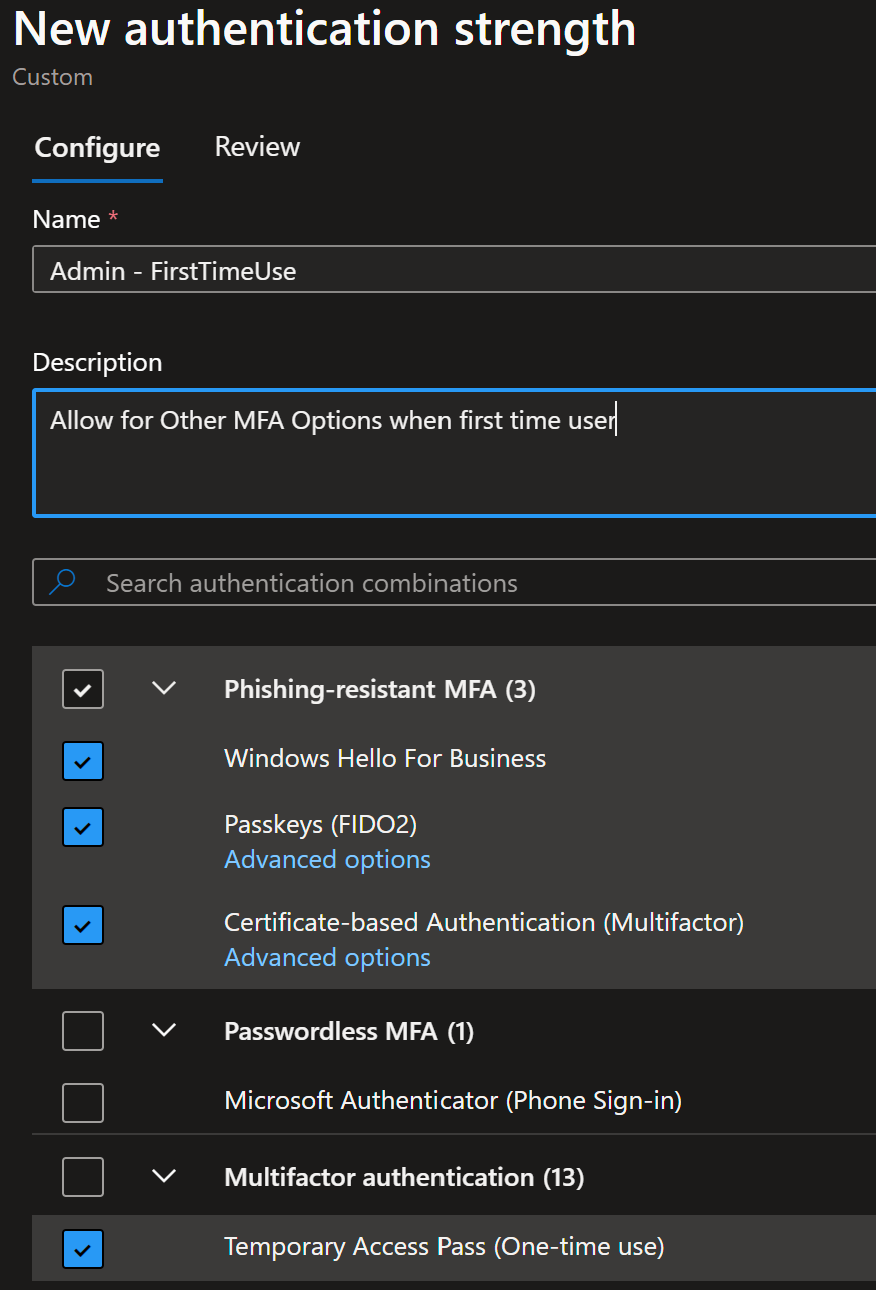 New authentication strength
Custom
Configure Review
Name *
Admin - FirstTimeUse
Description
Allow for Other MFA Options when first time user
Search authentication combinations
Phishing-resistant MFA (3)
Windows Hello For Business
Passkeys (FIDO2)
Advanced options
Certificate-based Authentication (Multifactor)
Advanced options
Passwordless MFA (1)
Microsoft Authenticator (Phone Sign-in)
Multifactor authentication (13)
Temporary Access Pass (One-time use)